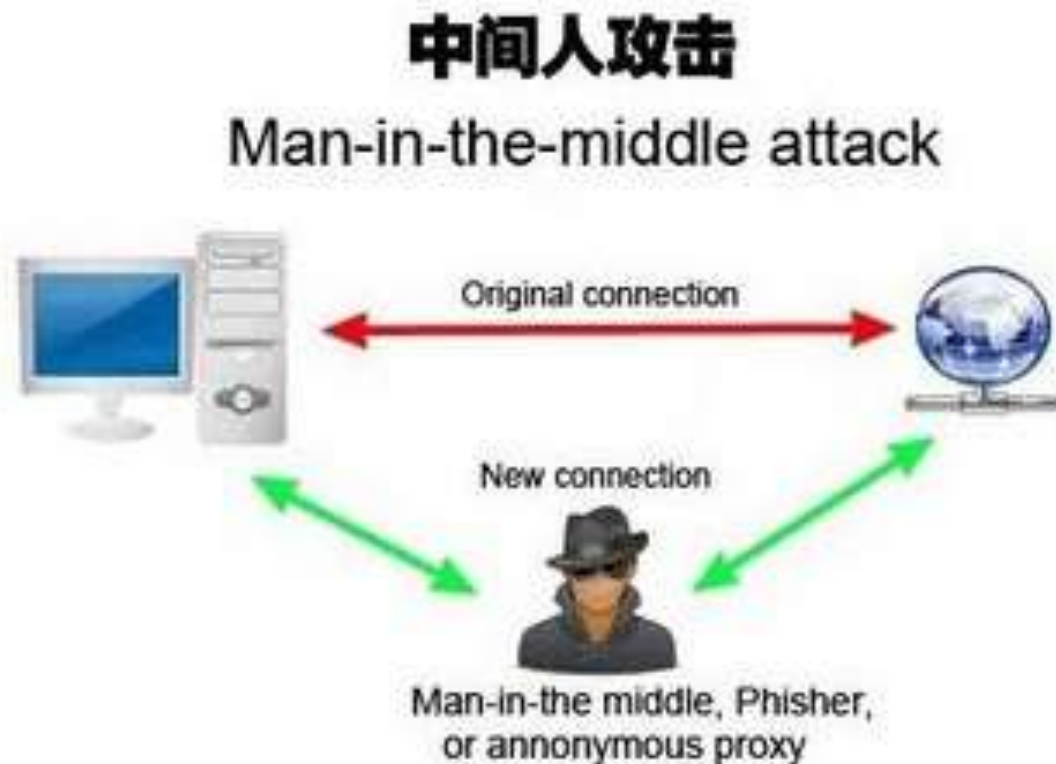 中间人攻击
Man-in-the-middle attack
Original connection
New connection
Man-in-the middle, Phisher,
or annonymous proxy